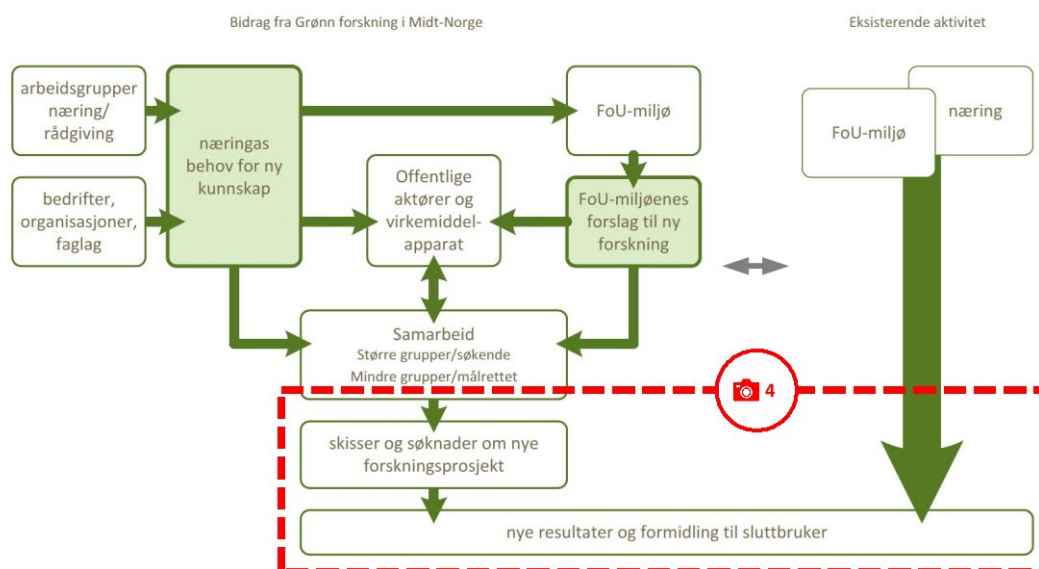 Bidrag fra Grønn forskning i Midt-Norge
Eksisterende aktivitet
arbeidsgrupper
næring/
rådgiving
næringas
behov for ny
kunnskap
FoU-miljø
FoU-miljø
næring
bedrifter,
organisasjoner,
faglag
Offentlige
aktører og
virkemiddel-
apparat
FoU-miljøenes
forslag til ny
forskning
Samarbeid
Større grupper/søkende
Mindre grupper/målrettet
4
skisser og søknader om nye
forskningsprosjekt
nye resultater og formidling til sluttbruker